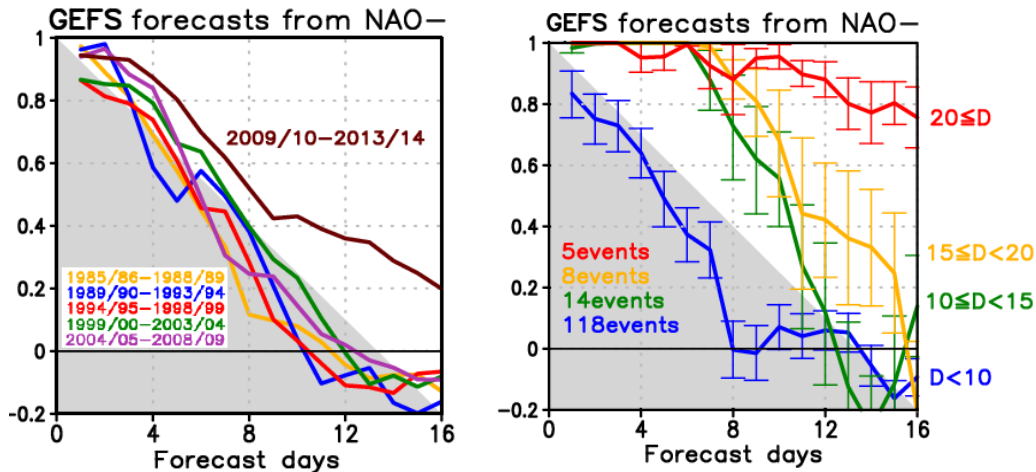 GEFS forecasts from NAO−
1
0.8
0.6
0.4
0.2
0
-0.2
2009/10−2013/14
1985/86−1988/89
1989/90−1993/94
1994/95−1998/99
1999/00−2003/04
2004/05−2008/09
0 4 8 12 16
Forecast days
GEFS forecasts from NAO−
1
0.8
0.6
0.4
0.2
0
-0.2
5events
8events
14events
118events
20≦D
15≦D<20
10≦D<15
D<10
0 4 8 12 16
Forecast days